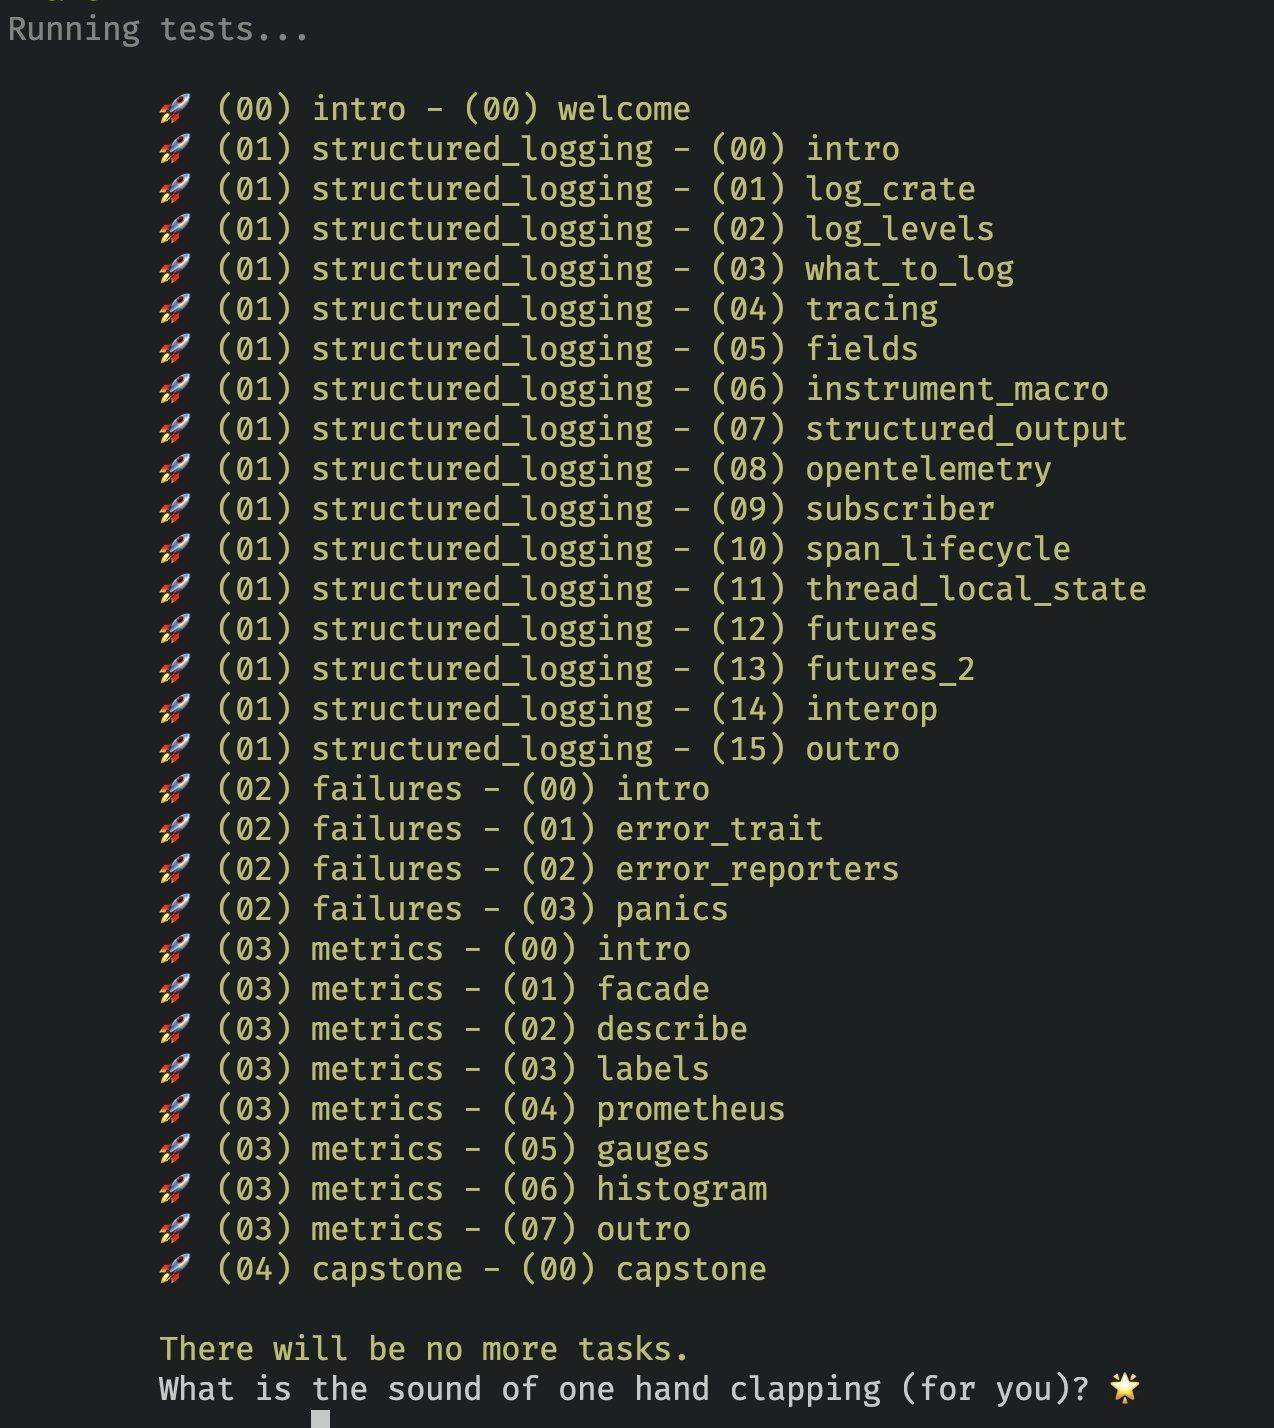 Running tests...
🚀 (00) intro - (00) welcome
🚀 (01) structured_logging - (00) intro
🚀 (01) structured_logging - (01) log_crate
🚀 (01) structured_logging - (02) log_levels
🚀 (01) structured_logging - (03) what_to_log
🚀 (01) structured_logging - (04) tracing
🚀 (01) structured_logging - (05) fields
🚀 (01) structured_logging - (06) instrument_macro
🚀 (01) structured_logging - (07) structured_output
🚀 (01) structured_logging - (08) opentelemetry
🚀 (01) structured_logging - (09) subscriber
🚀 (01) structured_logging - (10) span_lifecycle
🚀 (01) structured_logging - (11) thread_local_state
🚀 (01) structured_logging - (12) futures
🚀 (01) structured_logging - (13) futures_2
🚀 (01) structured_logging - (14) interop
🚀 (01) structured_logging - (15) outro
🚀 (02) failures - (00) intro
🚀 (02) failures - (01) error_trait
🚀 (02) failures - (02) error_reporters
🚀 (02) failures - (03) panics
🚀 (03) metrics - (00) intro
🚀 (03) metrics - (01) facade
🚀 (03) metrics - (02) describe
🚀 (03) metrics - (03) labels
🚀 (03) metrics - (04) prometheus
🚀 (03) metrics - (05) gauges
🚀 (03) metrics - (06) histogram
🚀 (03) metrics - (07) outro
🚀 (04) capstone - (00) capstone
There will be no more tasks.
What is the sound of one hand clapping (for you)? 🌟